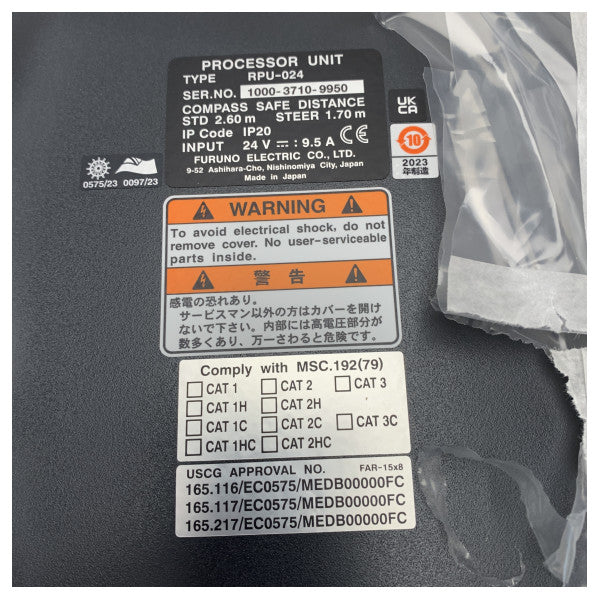 PROCESSOR UNIT
TYPE RPU-024
SER.NO. 1000-3710-9950
COMPASS SAFE DISTANCE
STD 2.60 m STEER 1.70 m
IP Code IP20
INPUT 24 V ⎓: 9.5 A CE
FURUNO ELECTRIC CO., LTD.
9-52 Ashihara-Cho, Nishinomiya City, Japan
Made in Japan
0575/23 0097/23
UK
CA
10
2023
年制造
WARNING
To avoid electrical shock, do not
remove cover. No user-serviceable
parts inside.
警告
感電の恐れあり。
サービスマン以外の方はカバーを開け
ないで下さい。内部には高電圧部分が
数多くあり、万一さわると危険です。
Comply with MSC.192(79)
CAT 1 CAT 2 CAT 3
CAT 1H CAT 2H
CAT 1C CAT 2C CAT 3C
CAT 1HC CAT 2HC
USCG APPROVAL NO. FAR-15x8
165.116/EC0575/MEDB00000FC
165.117/EC0575/MEDB00000FC
165.217/EC0575/MEDB00000FC